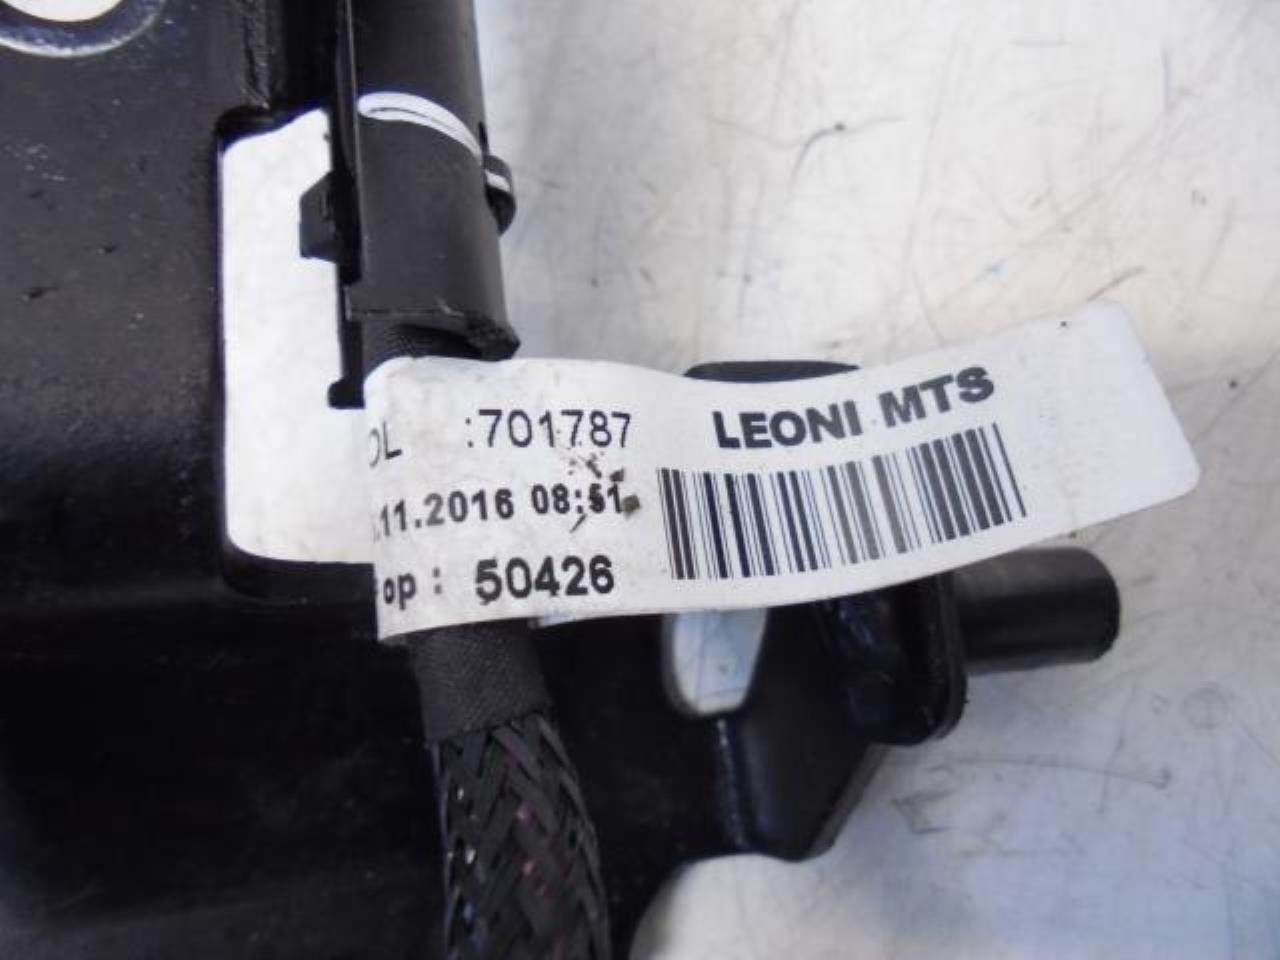 OL :701787
.11.2016 08:51
op : 50426
LEONI MTS